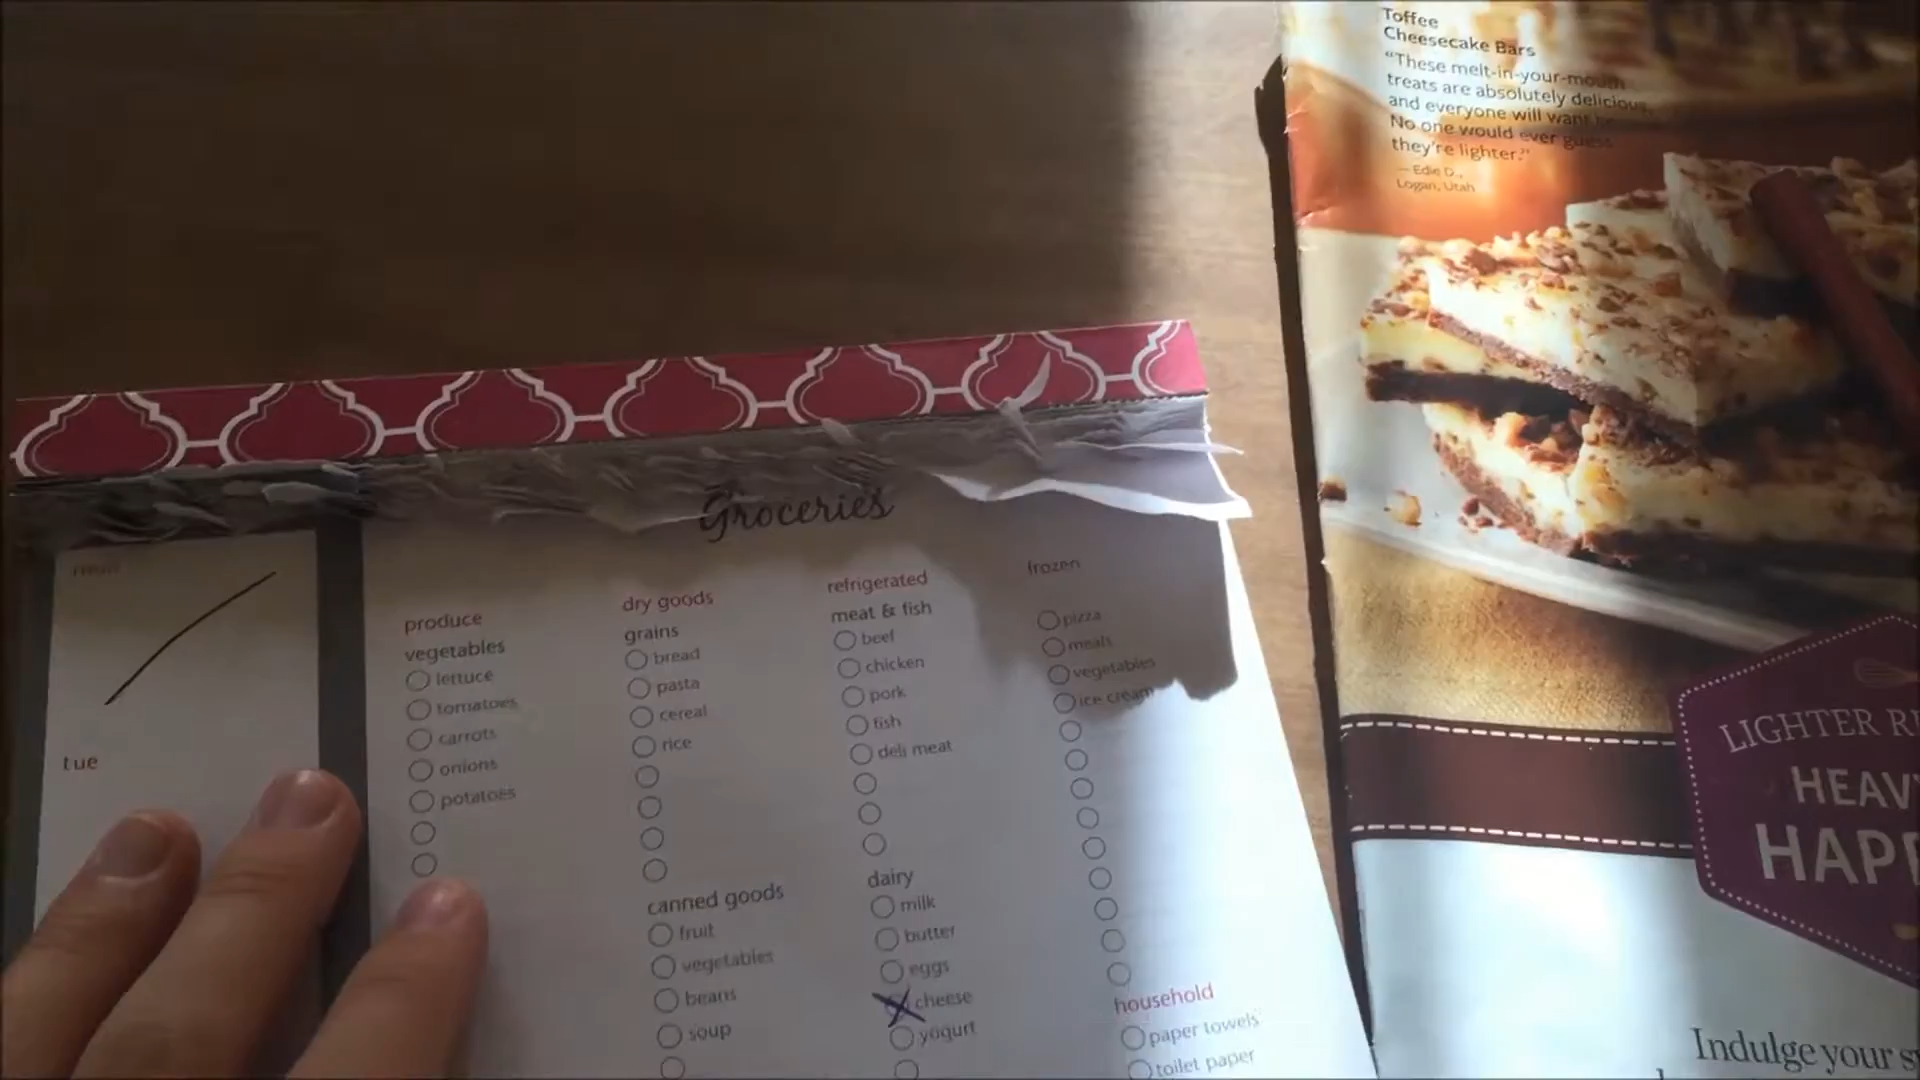 Toffee
Cheesecake Bars
"These melt-in-your-mouth
treats are absolutely delicious,
and everyone will want
No one would ever guess
they're lighter."
— Edie D.,
Logan, Utah
Groceries
tue
produce
vegetables
lettuce
tomatoes
carrots
onions
potatoes
dry goods
grains
bread
pasta
cereal
rice
canned goods
fruit
vegetables
beans
soup
refrigerated
meat & fish
beef
chicken
pork
fish
deli meat
dairy
milk
butter
eggs
cheese
yogurt
frozen
pizza
meals
vegetables
ice cream
household
paper towels
toilet paper
LIGHTER
Indulge your